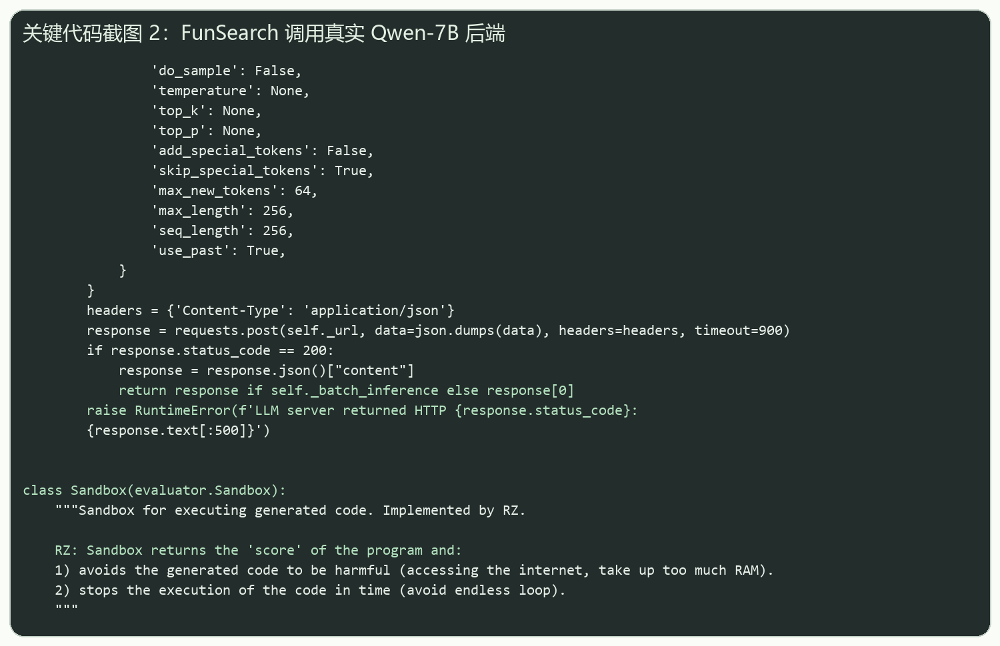 关键代码截图 2：FunSearch 调用真实 Qwen-7B 后端
                'do_sample': False,
                'temperature': None,
                'top_k': None,
                'top_p': None,
                'add_special_tokens': False,
                'skip_special_tokens': True,
                'max_new_tokens': 64,
                'max_length': 256,
                'seq_length': 256,
                'use_past': True,
            }
        }
        headers = {'Content-Type': 'application/json'}
        response = requests.post(self._url, data=json.dumps(data), headers=headers, timeout=900)
        if response.status_code == 200:
            response = response.json()["content"]
            return response if self._batch_inference else response[0]
        raise RuntimeError(f'LLM server returned HTTP {response.status_code}:
        {response.text[:500]}')
class Sandbox(evaluator.Sandbox):
    """Sandbox for executing generated code. Implemented by RZ.
    RZ: Sandbox returns the 'score' of the program and:
    1) avoids the generated code to be harmful (accessing the internet, take up too much RAM).
    2) stops the execution of the code in time (avoid endless loop).
    """